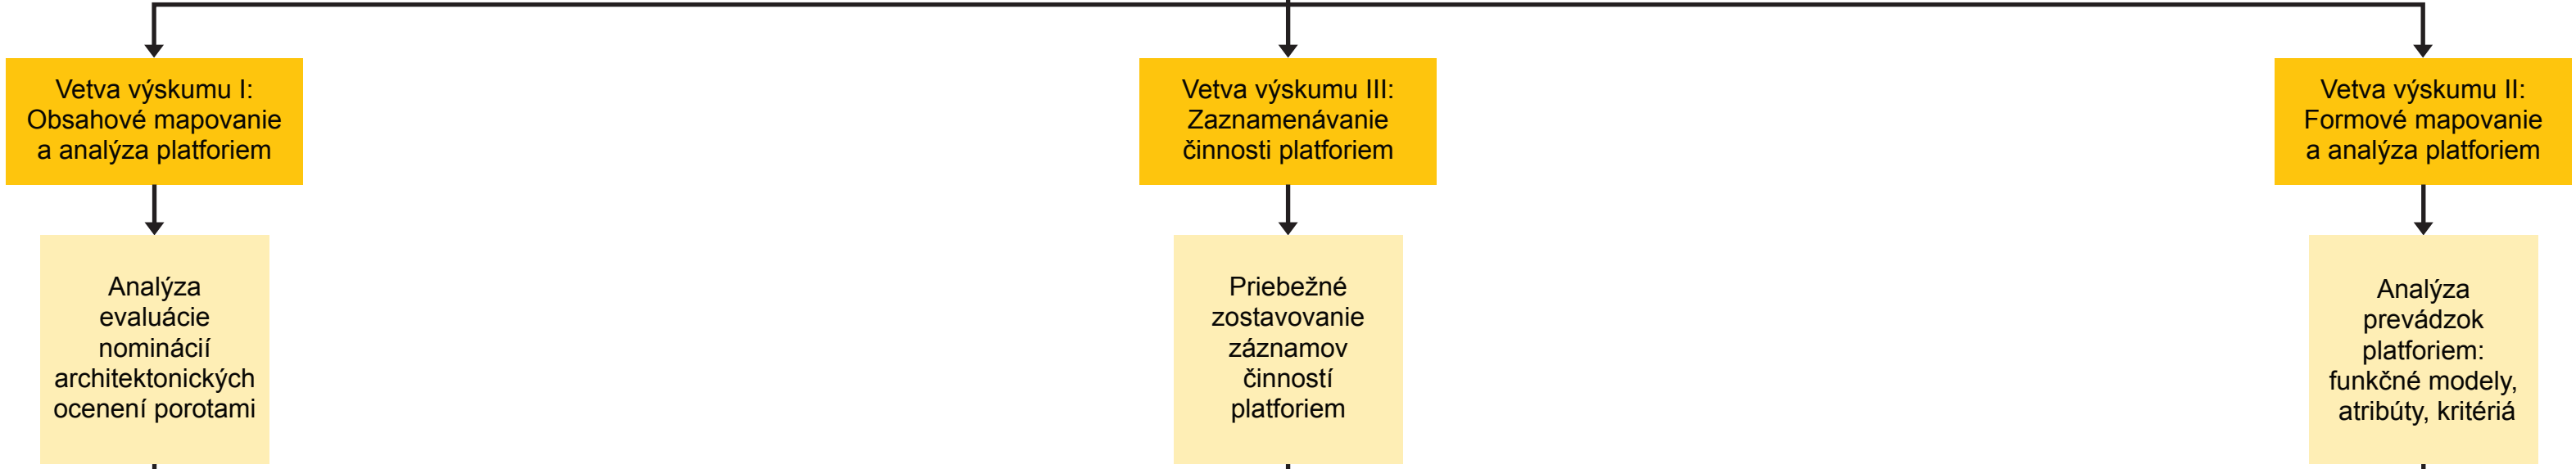 Vetva výskumu I:
Obsahové mapovanie
a analýza platforiem
Vetva výskumu III:
Zaznamenávanie
činnosti platforiem
Vetva výskumu II:
Formové mapovanie
a analýza platforiem
Analýza
evaluácie
nominácií
architektonických
ocenení porotami
Priebežné
zostavovanie
záznamov
činností
platforiem
Analýza
prevádzok
platforiem:
funkčné modely,
atribúty, kritériá